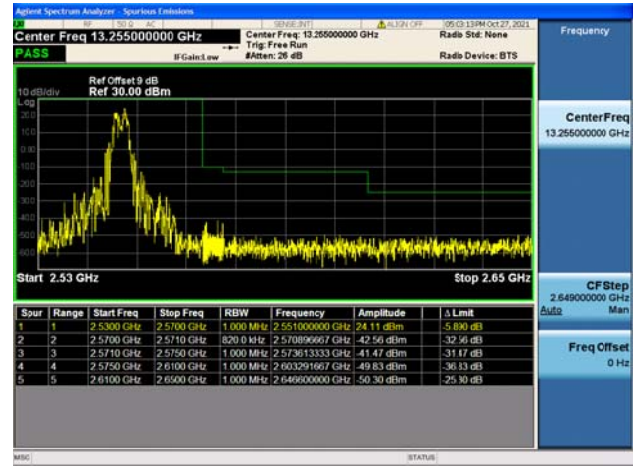 Agilent Spectrum Analyzer - Spurious Emissions
RF 50 Ω AC SENSE:INT ALIGN OFF 05:03:13 PM Oct 27, 2021
Center Freq 13.255000000 GHz Center Freq: 13.255000000 GHz Radio Std: None
Trig: Free Run
PASS IFGain:Low #Atten: 26 dB Radio Device: BTS
Ref Offset 9 dB
10 dB/div Ref 30.00 dBm
Log
20.0
10.0
0.00
-10.0
-20.0
-30.0
-40.0
-50.0
-60.0
Start 2.53 GHz Stop 2.65 GHz
Spur Range Start Freq Stop Freq RBW Frequency Amplitude Δ Limit
1 1 2.5300 GHz 2.5700 GHz 1.000 MHz 2.551000000 GHz 24.11 dBm -5.890 dB
2 2 2.5700 GHz 2.5710 GHz 820.0 kHz 2.570896667 GHz -42.56 dBm -32.56 dB
3 3 2.5710 GHz 2.5750 GHz 1.000 MHz 2.573613333 GHz -41.47 dBm -31.47 dB
4 4 2.5750 GHz 2.6100 GHz 1.000 MHz 2.603291667 GHz -49.83 dBm -36.83 dB
5 5 2.6100 GHz 2.6500 GHz 1.000 MHz 2.646600000 GHz -50.30 dBm -25.30 dB
MSG STATUS
Frequency
Center Freq
13.255000000 GHz
CF Step
2.649000000 GHz
Auto Man
Freq Offset
0 Hz